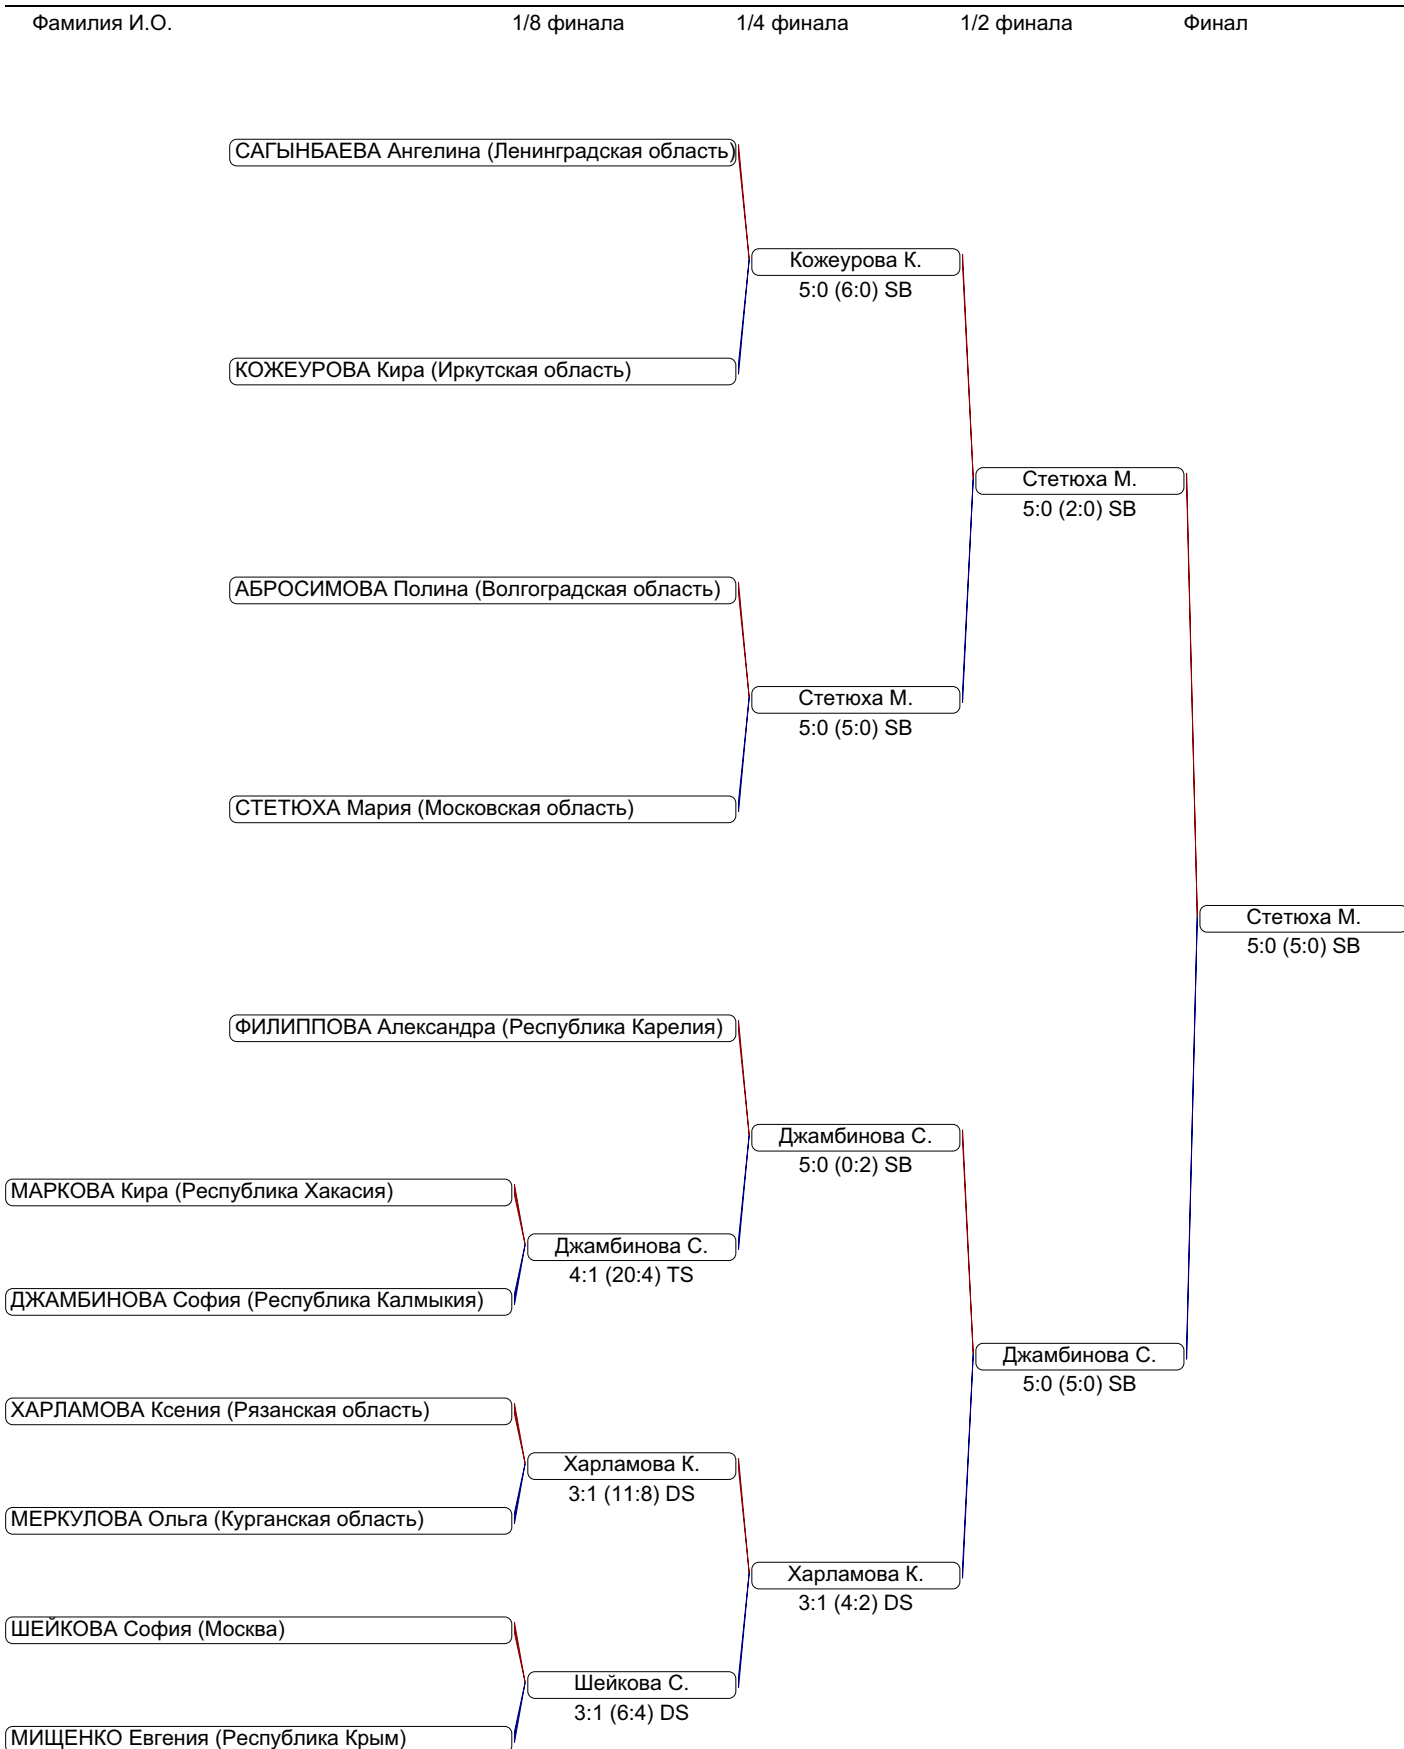 Фамилия И.О. 1/8 финала 1/4 финала 1/2 финала Финал
САГЫНБАЕВА Ангелина (Ленинградская область)
Кожеурова К.
5:0 (6:0) SB
КОЖЕУРОВА Кира (Иркутская область)
Стетюха М.
5:0 (2:0) SB
АБРОСИМОВА Полина (Волгоградская область)
Стетюха М.
5:0 (5:0) SB
СТЕТЮХА Мария (Московская область)
Стетюха М.
5:0 (5:0) SB
ФИЛИППОВА Александра (Республика Карелия)
Джамбинова С.
5:0 (0:2) SB
МАРКОВА Кира (Республика Хакасия)
Джамбинова С.
4:1 (20:4) TS
ДЖАМБИНОВА София (Республика Калмыкия)
Джамбинова С.
5:0 (5:0) SB
ХАРЛАМОВА Ксения (Рязанская область)
Харламова К.
3:1 (11:8) DS
МЕРКУЛОВА Ольга (Курганская область)
Харламова К.
3:1 (4:2) DS
ШЕЙКОВА София (Москва)
Шейкова С.
3:1 (6:4) DS
МИЩЕНКО Евгения (Республика Крым)